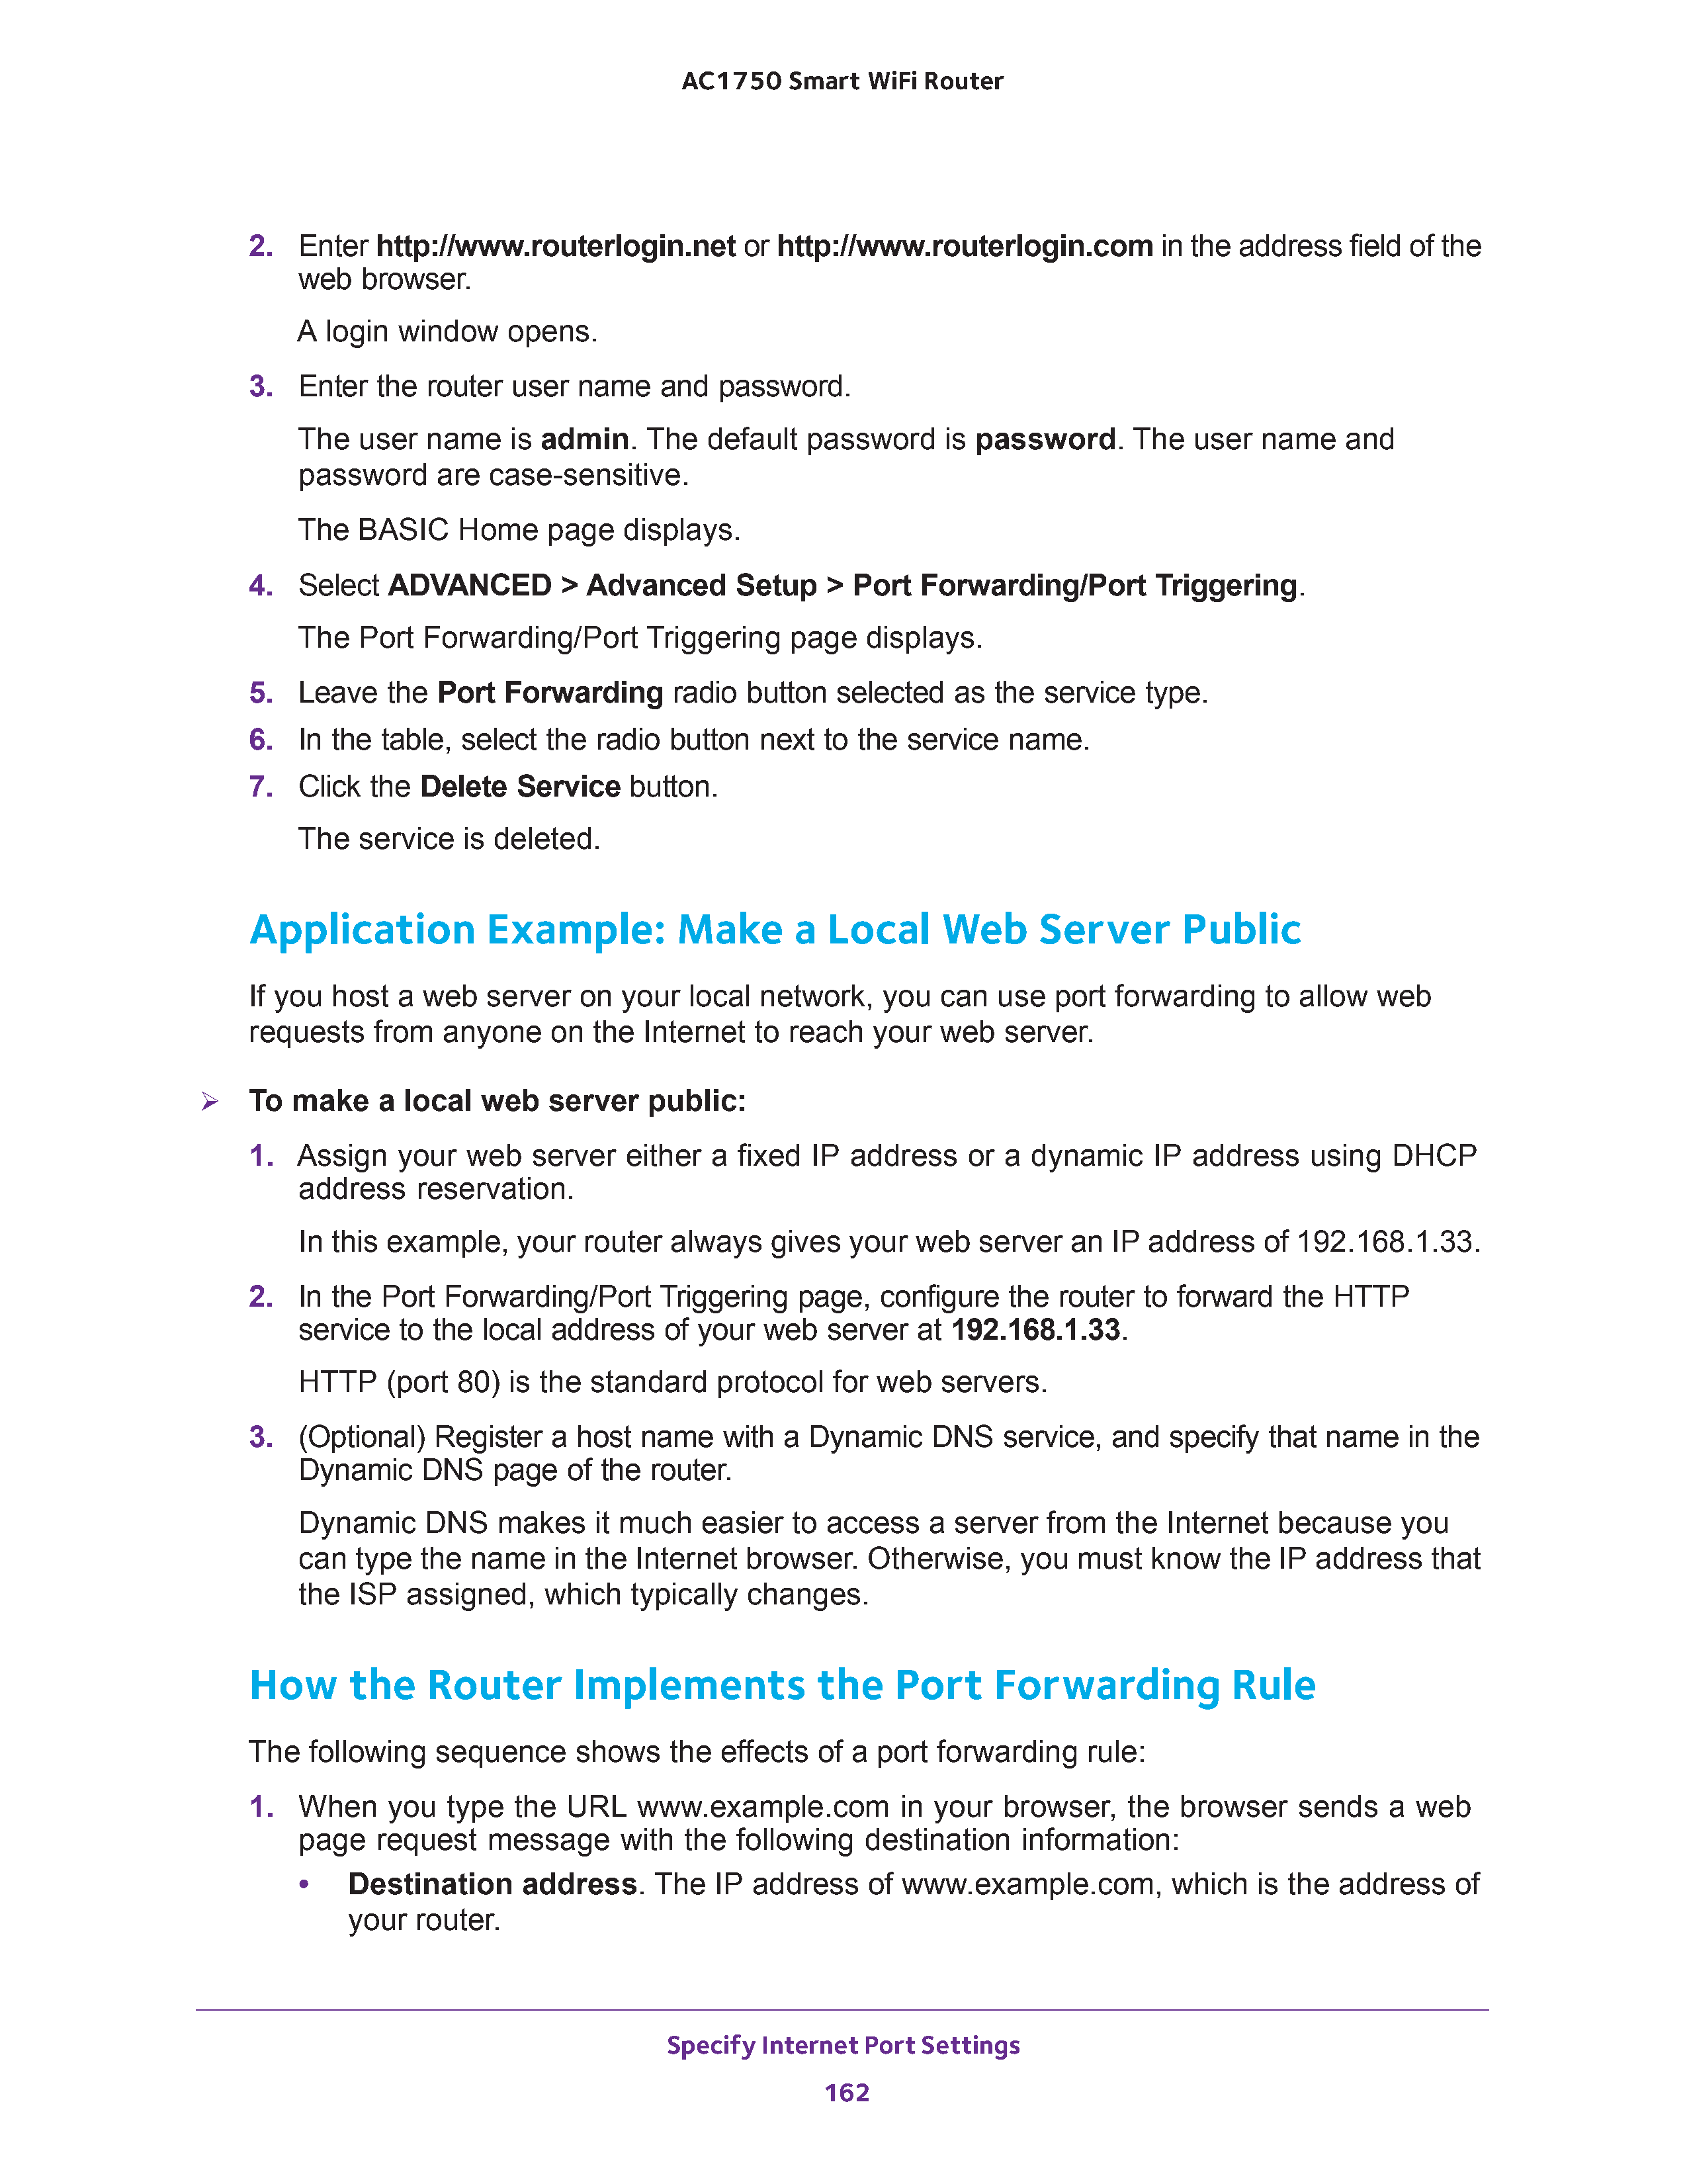 AC1750 Smart WiFi Router
2. Enter http://www.routerlogin.net or http://www.routerlogin.com in the address field of the
web browser.
A login window opens.
3. Enter the router user name and password.
The user name is admin. The default password is password. The user name and
password are case-sensitive.
The BASIC Home page displays.
4. Select ADVANCED > Advanced Setup > Port Forwarding/Port Triggering.
The Port Forwarding/Port Triggering page displays.
5. Leave the Port Forwarding radio button selected as the service type.
6. In the table, select the radio button next to the service name.
7. Click the Delete Service button.
The service is deleted.
Application Example: Make a Local Web Server Public
If you host a web server on your local network, you can use port forwarding to allow web
requests from anyone on the Internet to reach your web server.
➢ To make a local web server public:
1. Assign your web server either a fixed IP address or a dynamic IP address using DHCP
address reservation.
In this example, your router always gives your web server an IP address of 192.168.1.33.
2. In the Port Forwarding/Port Triggering page, configure the router to forward the HTTP
service to the local address of your web server at 192.168.1.33.
HTTP (port 80) is the standard protocol for web servers.
3. (Optional) Register a host name with a Dynamic DNS service, and specify that name in the
Dynamic DNS page of the router.
Dynamic DNS makes it much easier to access a server from the Internet because you
can type the name in the Internet browser. Otherwise, you must know the IP address that
the ISP assigned, which typically changes.
How the Router Implements the Port Forwarding Rule
The following sequence shows the effects of a port forwarding rule:
1. When you type the URL www.example.com in your browser, the browser sends a web
page request message with the following destination information:
• Destination address. The IP address of www.example.com, which is the address of
your router.
Specify Internet Port Settings
162